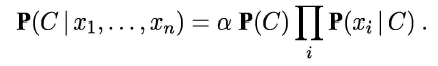 P(C | x₁, . . . , xₙ) = α P(C) ∏ᵢ P(xᵢ | C) .